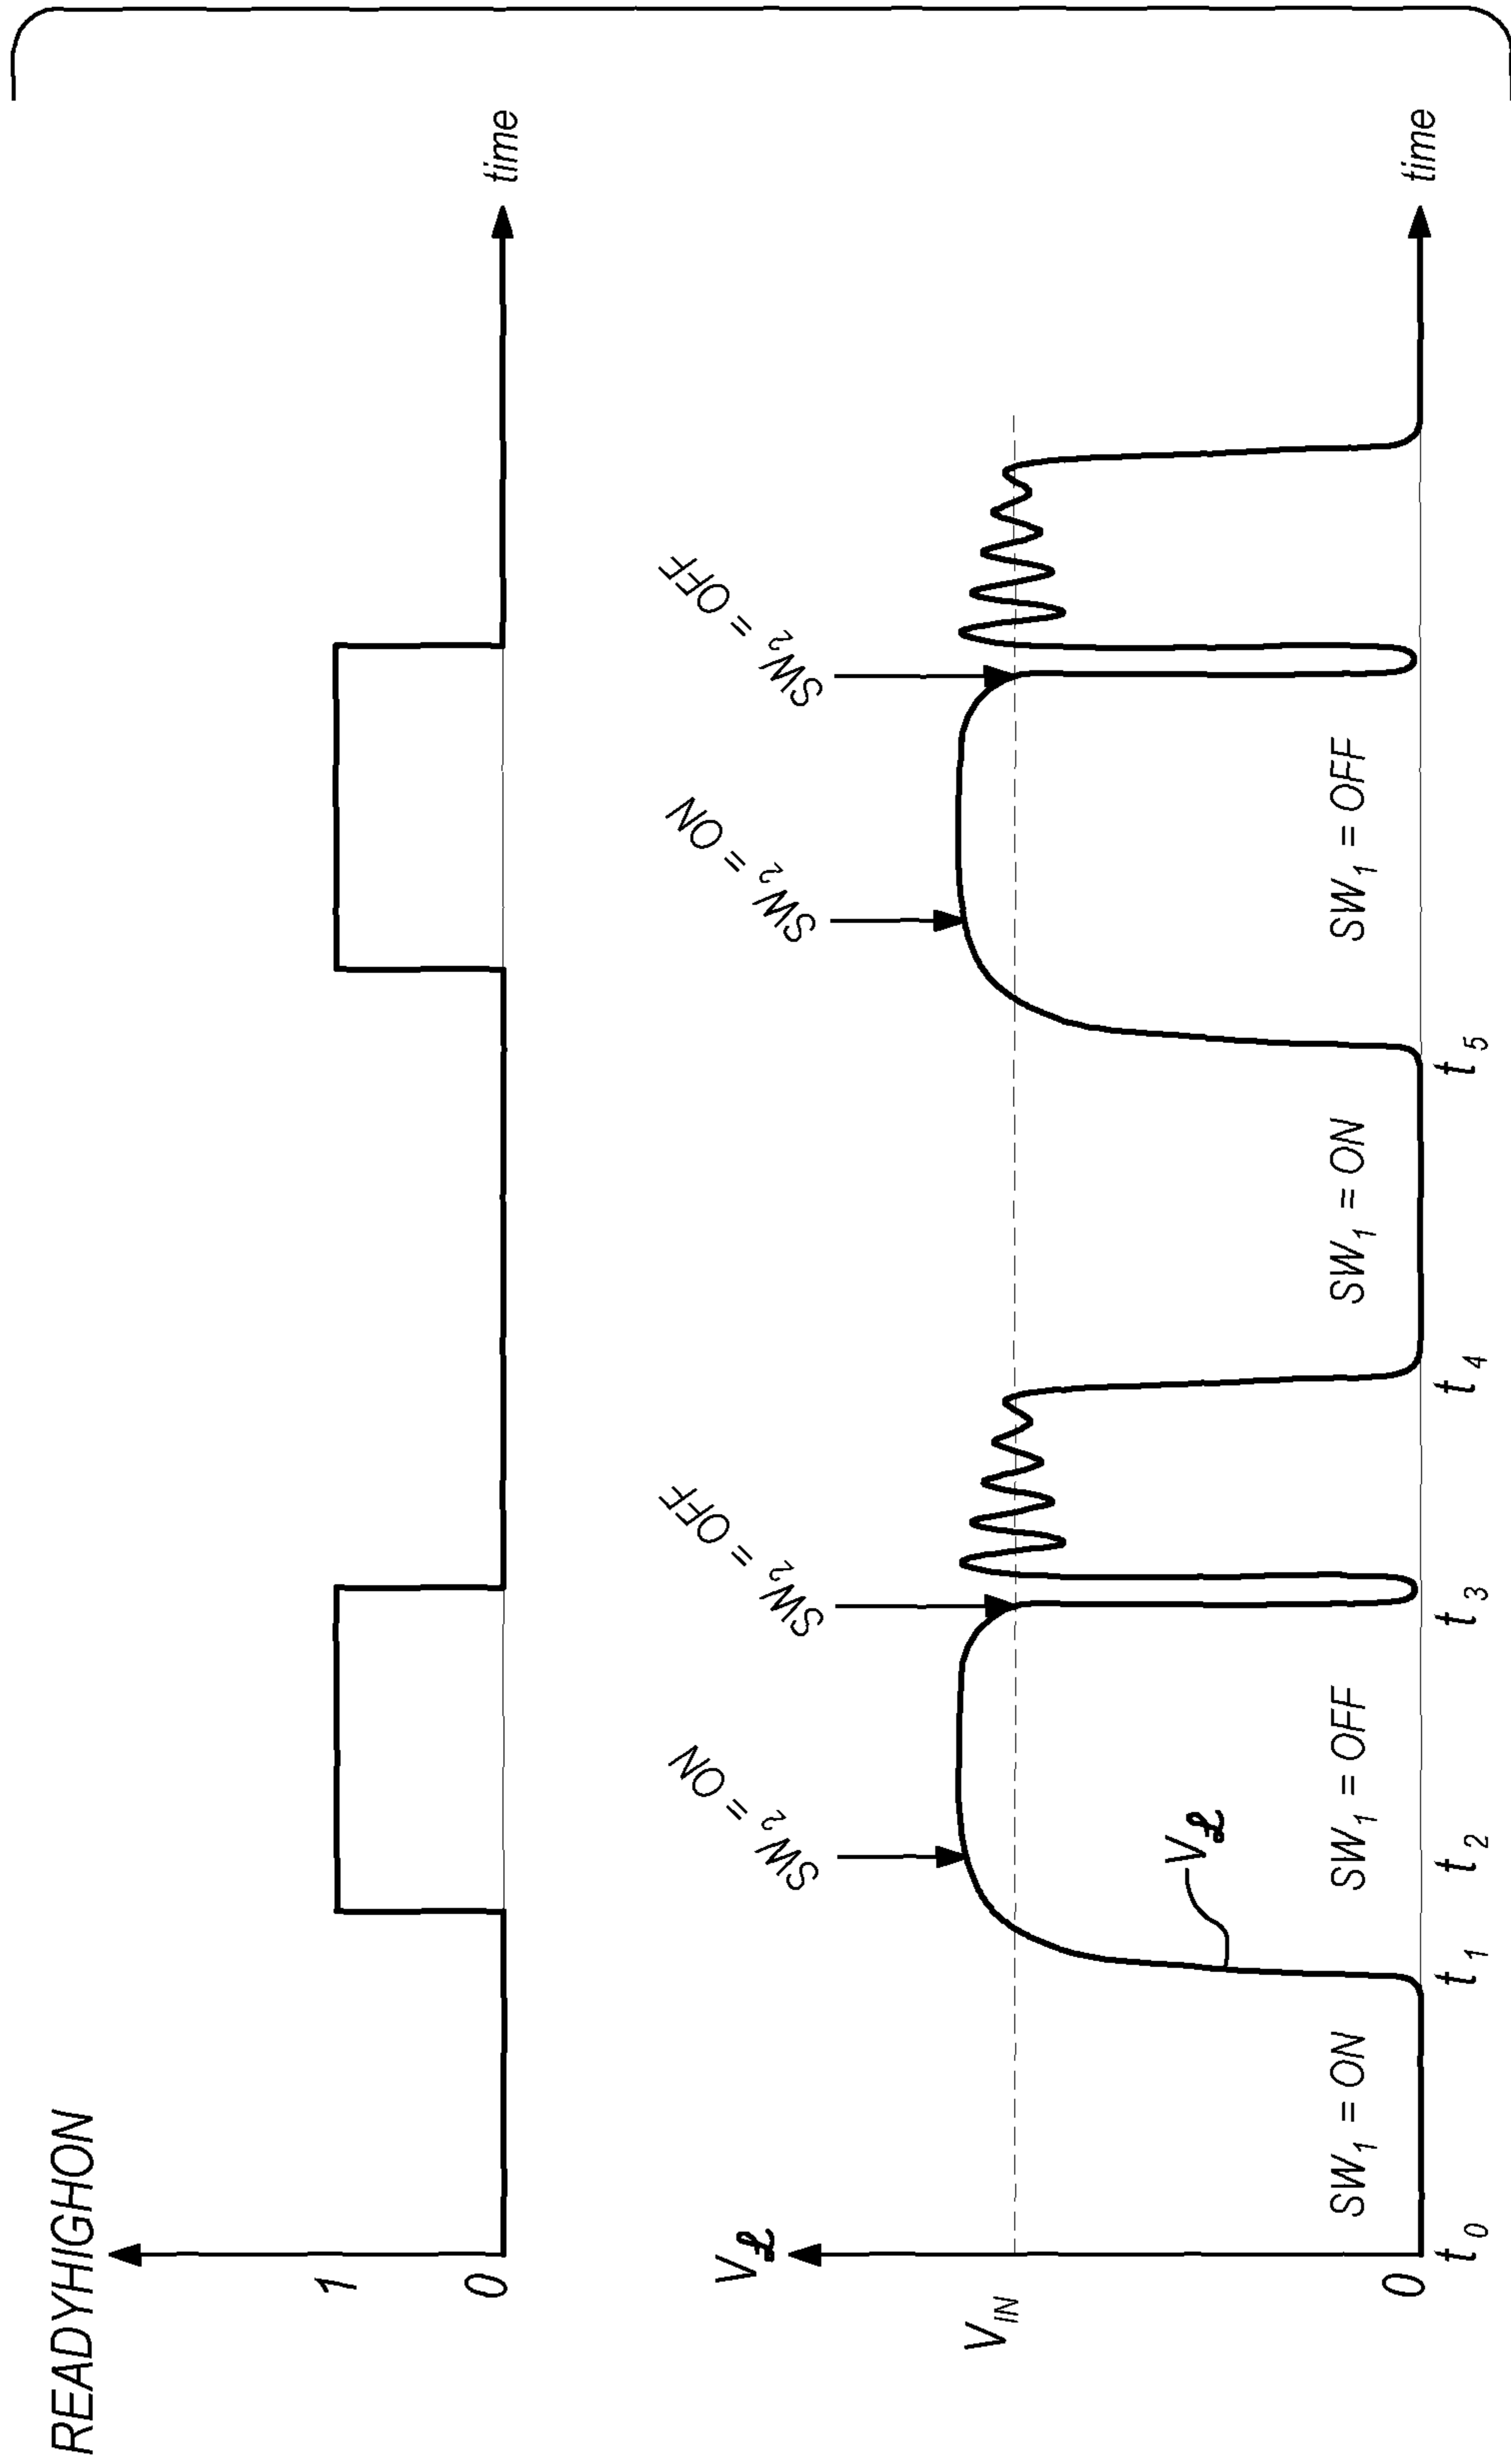 READYHIGHON
1
0
time
V𝓛
V_IN
0
SW₂ = ON
SW₂ = OFF
SW₂ = ON
SW₂ = OFF
V𝓛
SW₁ = ON
SW₁ = OFF
SW₁ = ON
SW₁ = OFF
t₀
t₁
t₂
t₃
t₄
t₅
time